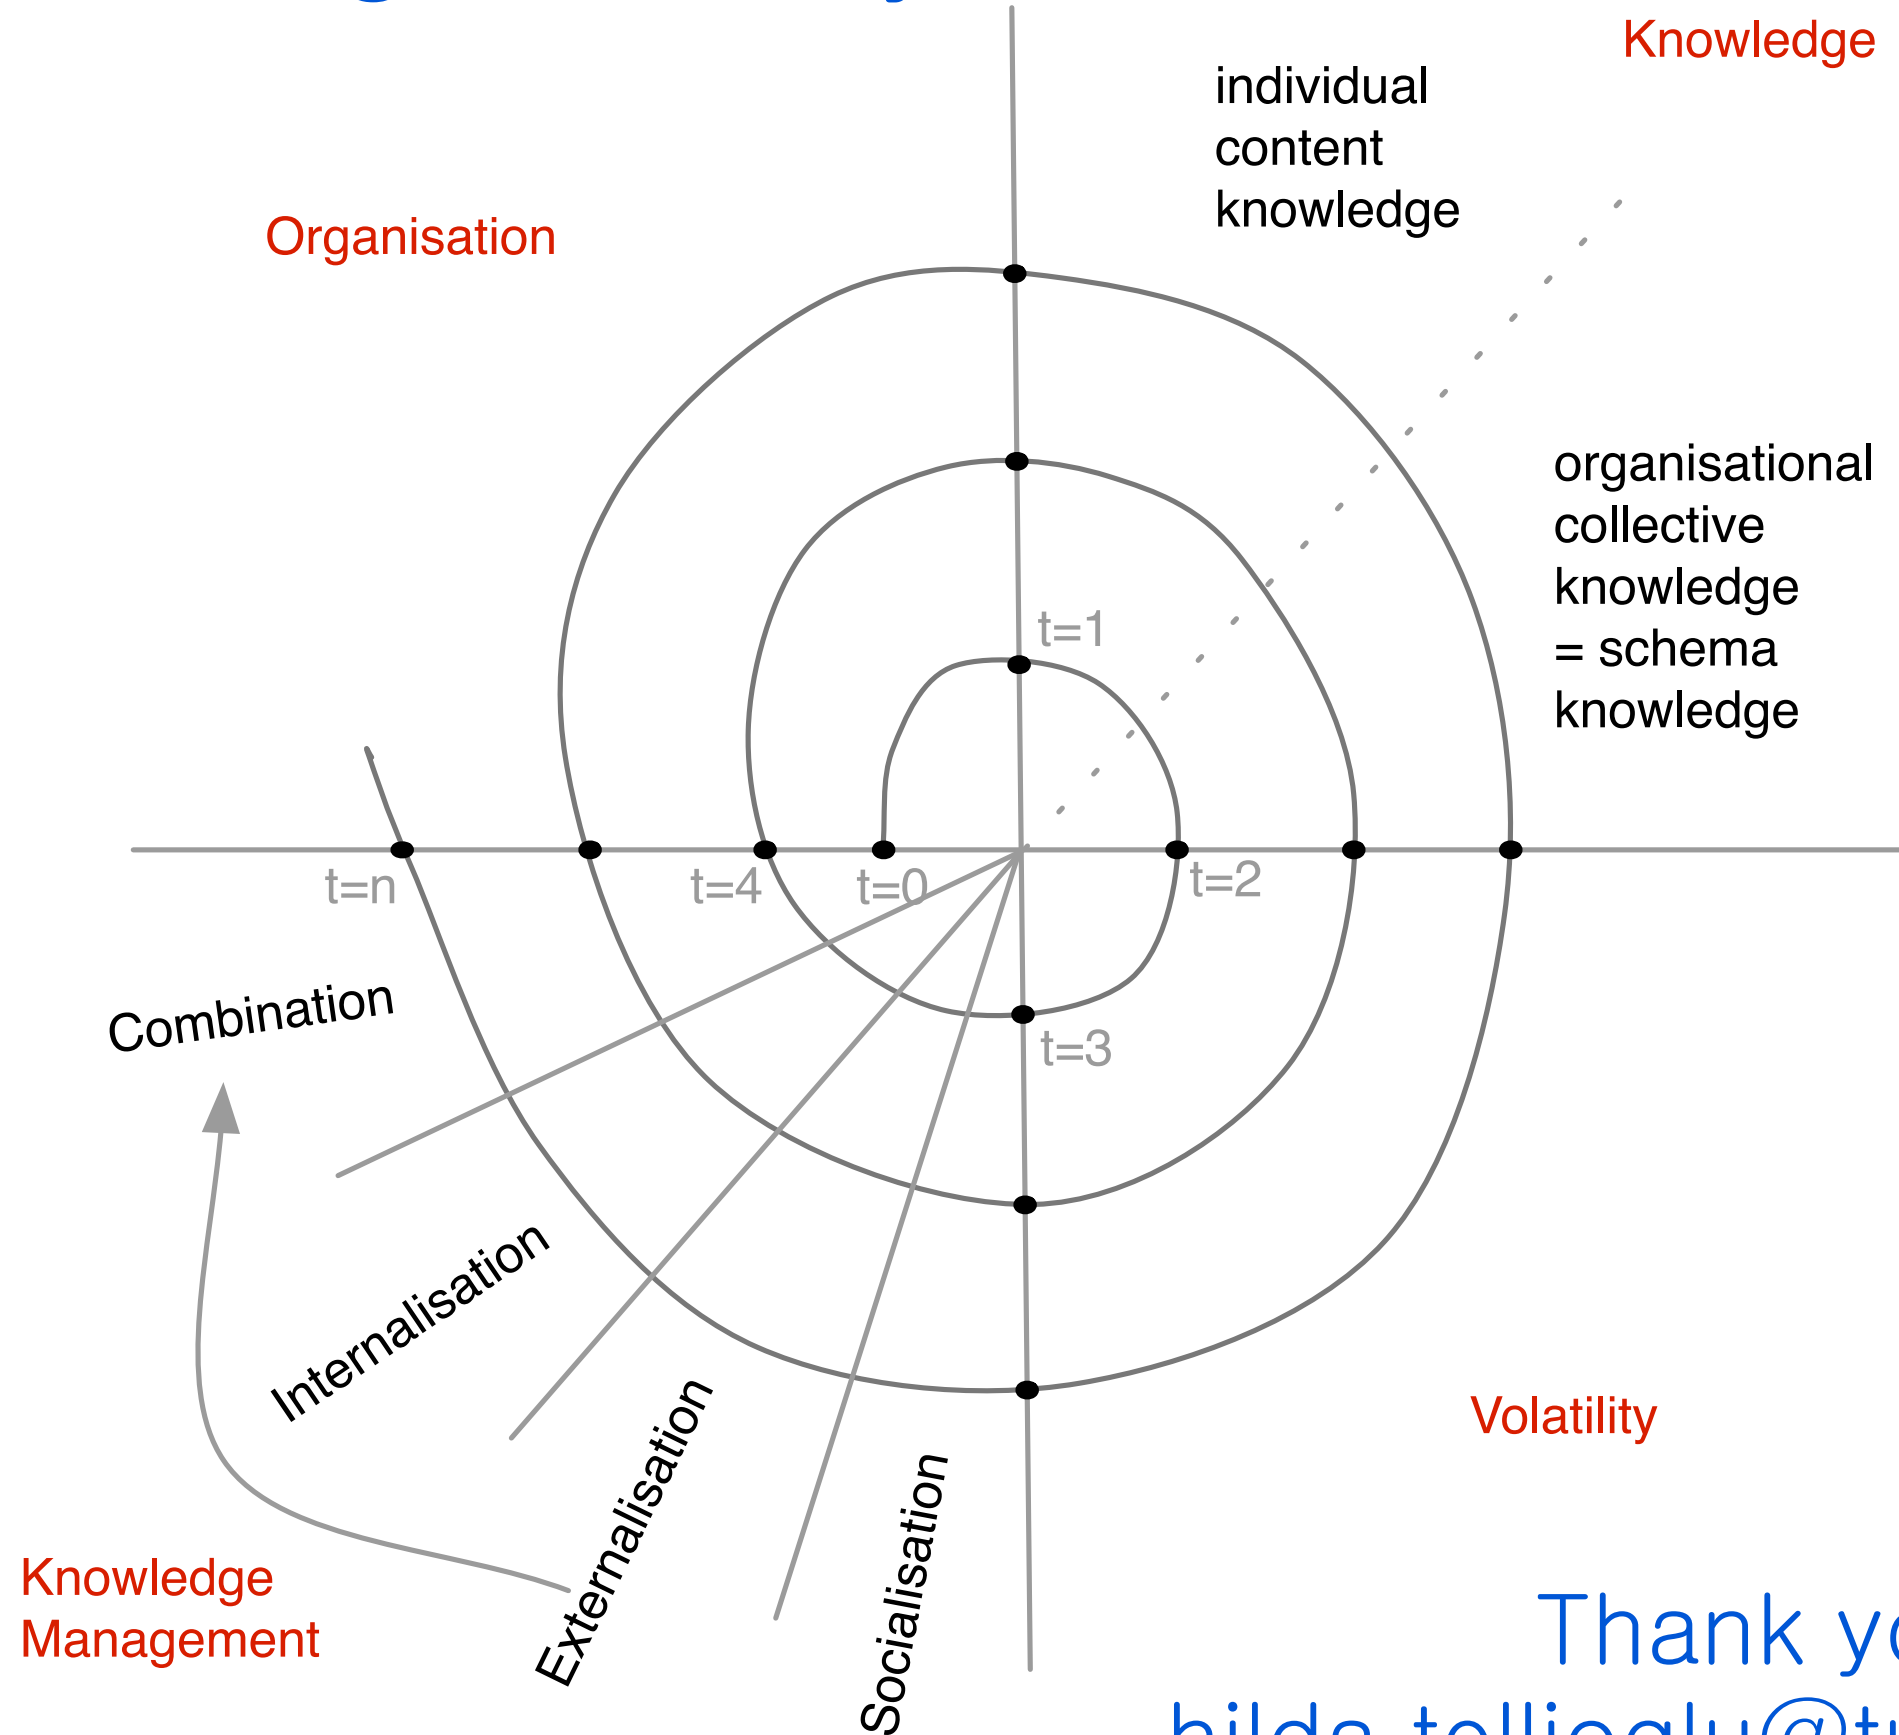 Knowledge
individual
content
knowledge
Organisation
organisational
collective
knowledge
= schema
knowledge
t=1
t=n
t=4
t=0
t=2
t=3
Combination
Internalisation
Externalisation
Socialisation
Volatility
Knowledge
Management
Thank